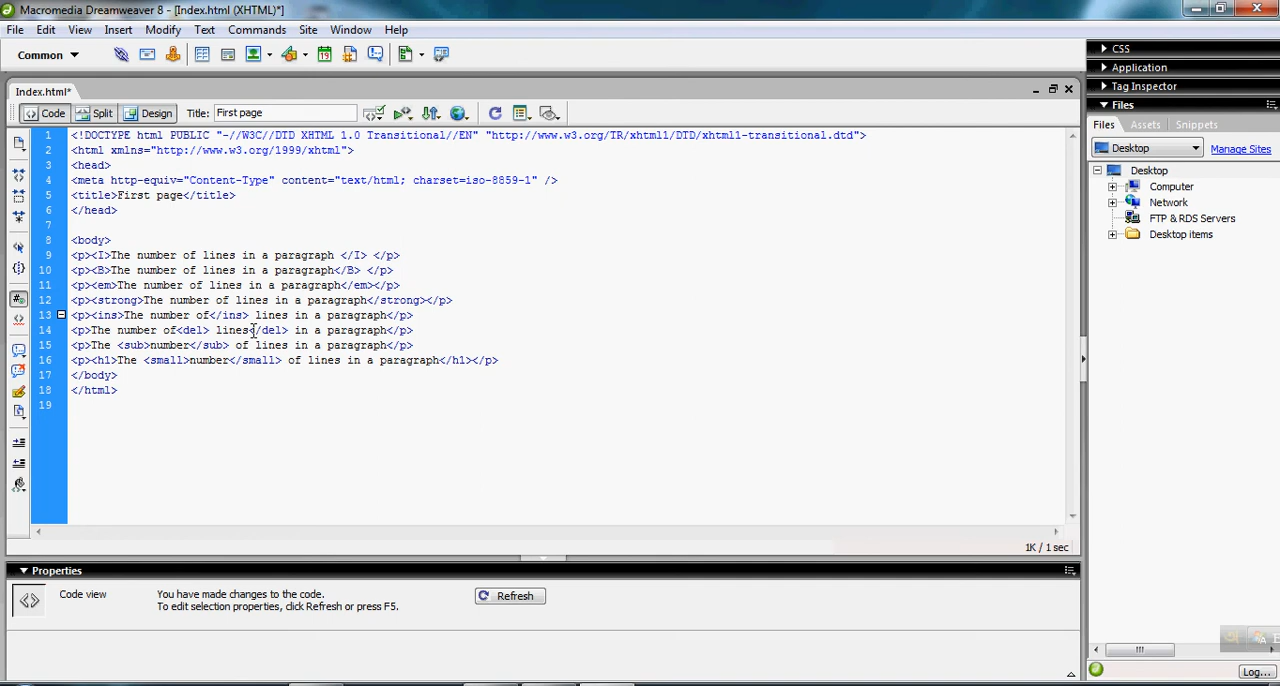 Macromedia Dreamweaver 8 - [Index.html (XHTML)*]
File Edit View Insert Modify Text Commands Site Window Help
Common
CSS
Application
Tag Inspector
Files
Index.html*
Files Assets Snippets
Code Split Design Title: First page
Desktop Manage Sites
Desktop
Computer
Network
FTP & RDS Servers
Desktop items
1 <!DOCTYPE html PUBLIC "-//W3C//DTD XHTML 1.0 Transitional//EN" "http://www.w3.org/TR/xhtml1/DTD/xhtml1-transitional.dtd">
2 <html xmlns="http://www.w3.org/1999/xhtml">
3 <head>
4 <meta http-equiv="Content-Type" content="text/html; charset=iso-8859-1" />
5 <title>First page</title>
6 </head>
7
8 <body>
9 <p><I>The number of lines in a paragraph </I> </p>
10 <p><B>The number of lines in a paragraph</B> </p>
11 <p><em>The number of lines in a paragraph</em></p>
12 <p><strong>The number of lines in a paragraph</strong></p>
13 <p><ins>The number of</ins> lines in a paragraph</p>
14 <p>The number of<del> lines</del> in a paragraph</p>
15 <p>The <sub>number</sub> of lines in a paragraph</p>
16 <p><h1>The <small>number</small> of lines in a paragraph</h1></p>
17 </body>
18 </html>
19
1K / 1 sec
Properties
Code view You have made changes to the code.
To edit selection properties, click Refresh or press F5.
Refresh
Log...